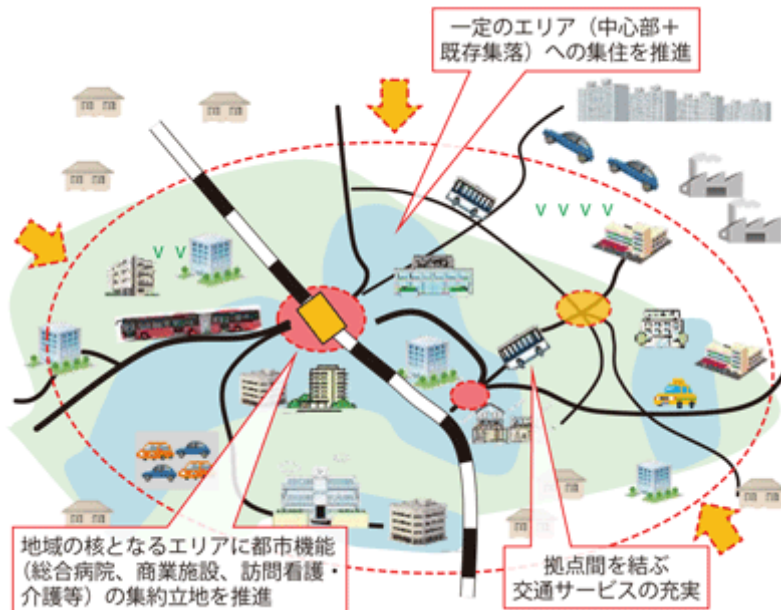 一定のエリア（中心部＋
既存集落）への集住を推進
地域の核となるエリアに都市機能
（総合病院、商業施設、訪問看護・
介護等）の集約立地を推進
拠点間を結ぶ
交通サービスの充実